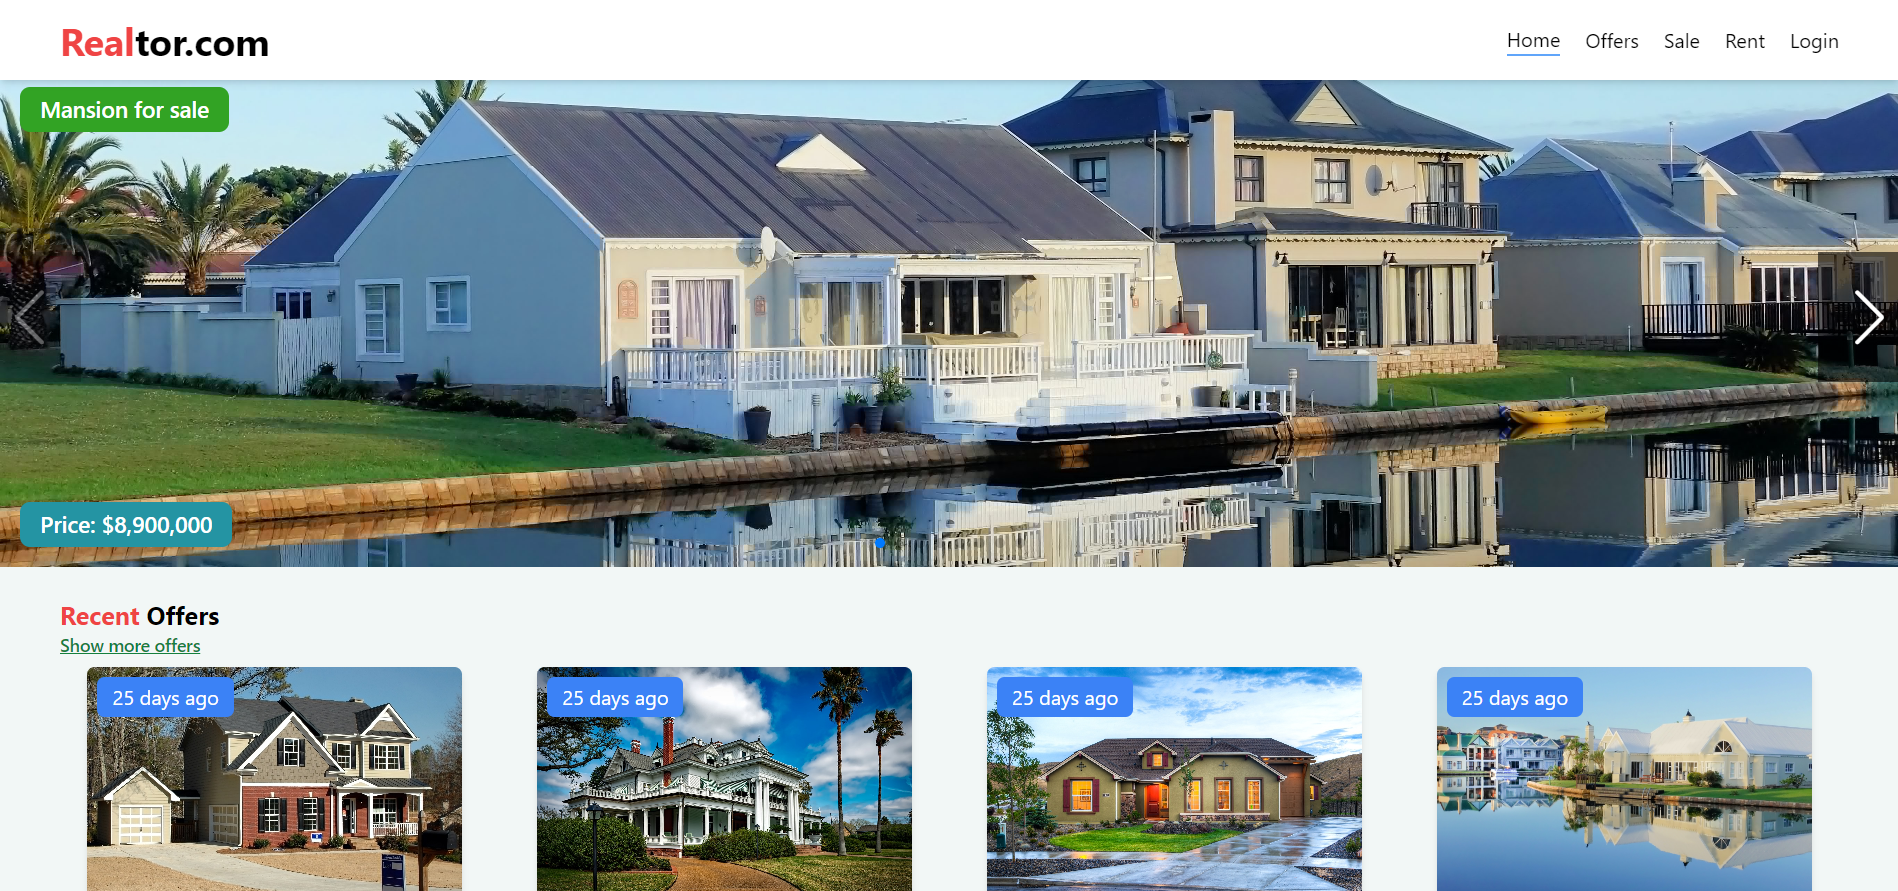 Realtor.com
Home Offers Sale Rent Login
Mansion for sale
Price: $8,900,000
Recent Offers
Show more offers
25 days ago
25 days ago
25 days ago
25 days ago